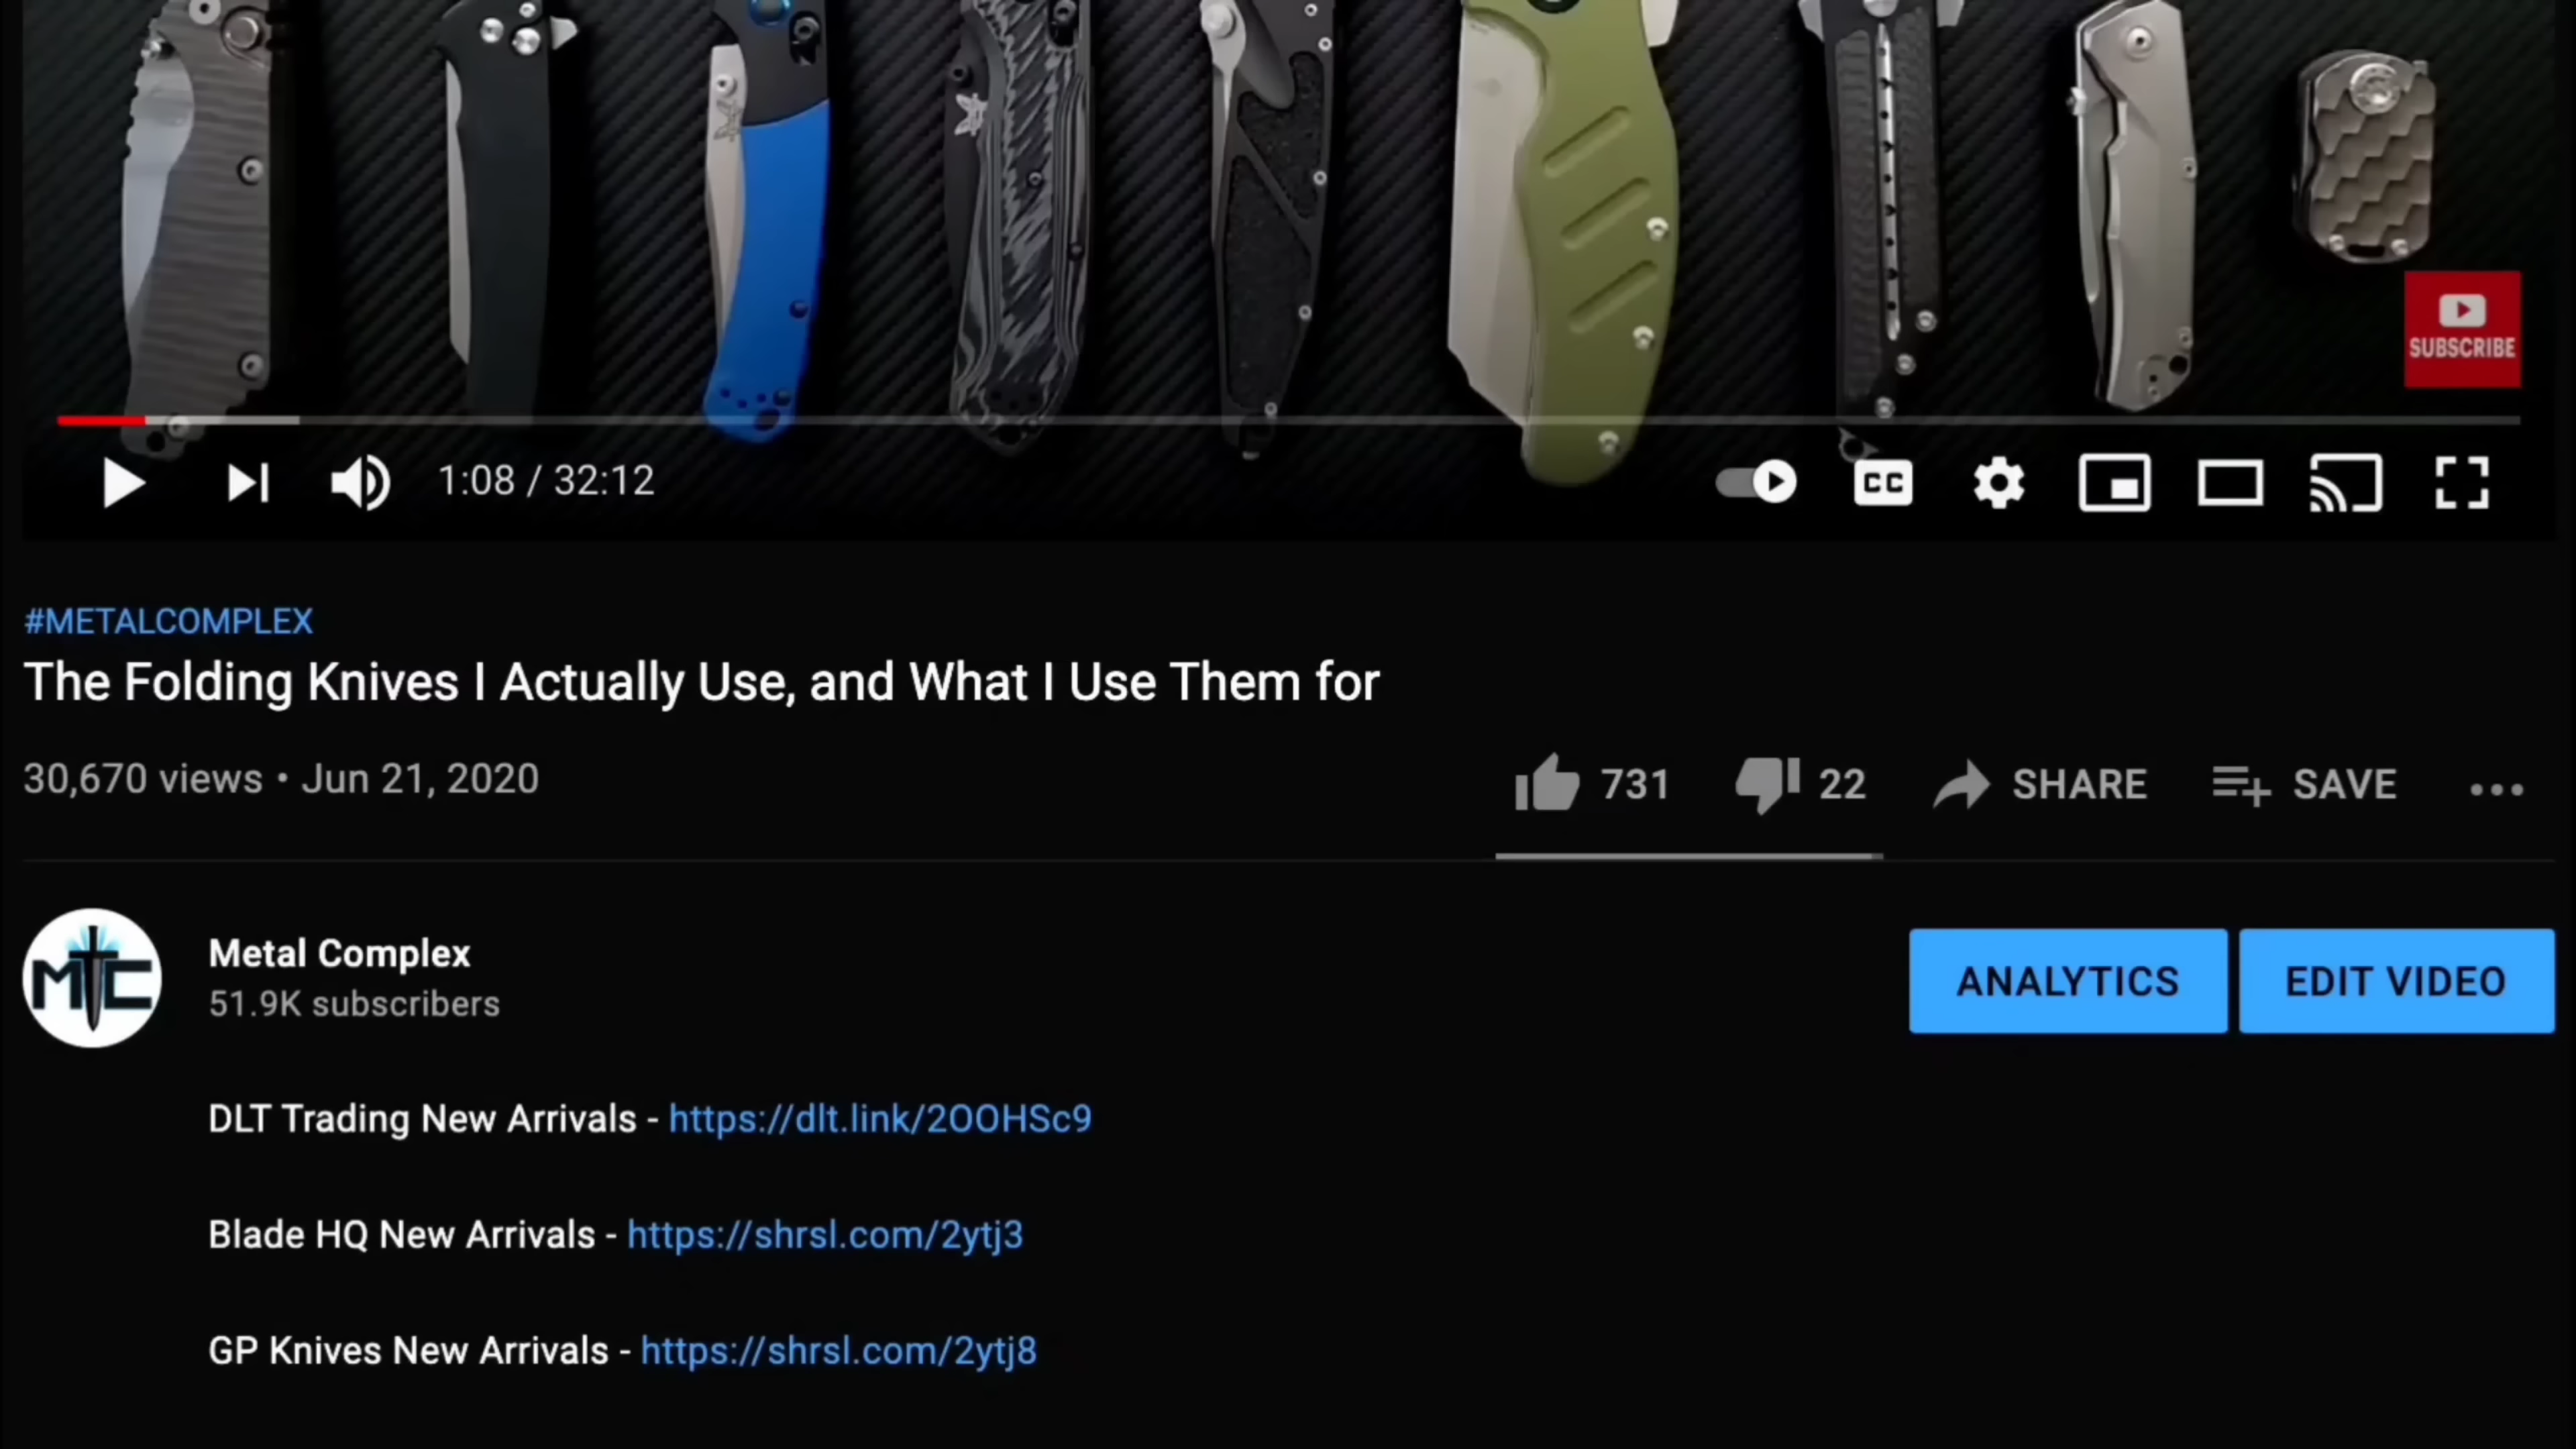 SUBSCRIBE
1:08 / 32:12
CC
#METALCOMPLEX
The Folding Knives I Actually Use, and What I Use Them for
30,670 views • Jun 21, 2020
731 22 SHARE SAVE
MTC
Metal Complex
51.9K subscribers
ANALYTICS EDIT VIDEO
DLT Trading New Arrivals - https://dlt.link/2OOHSc9
Blade HQ New Arrivals - https://shrsl.com/2ytj3
GP Knives New Arrivals - https://shrsl.com/2ytj8